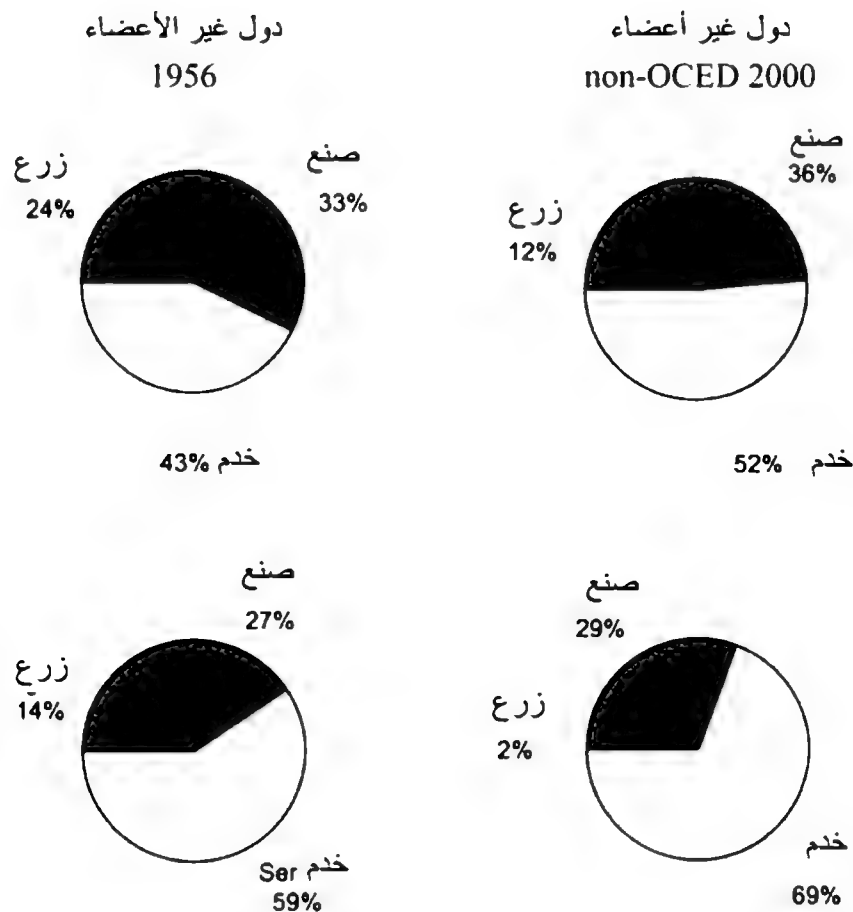 دول غير الأعضاء
1956
زرع
24%
صنع
33%
خدم 43%
دول غير أعضاء
non-OCED 2000
صنع
36%
زرع
12%
خدم 52%
صنع
27%
زرع
14%
خدم Ser
59%
صنع
29%
زرع
2%
خدم
69%